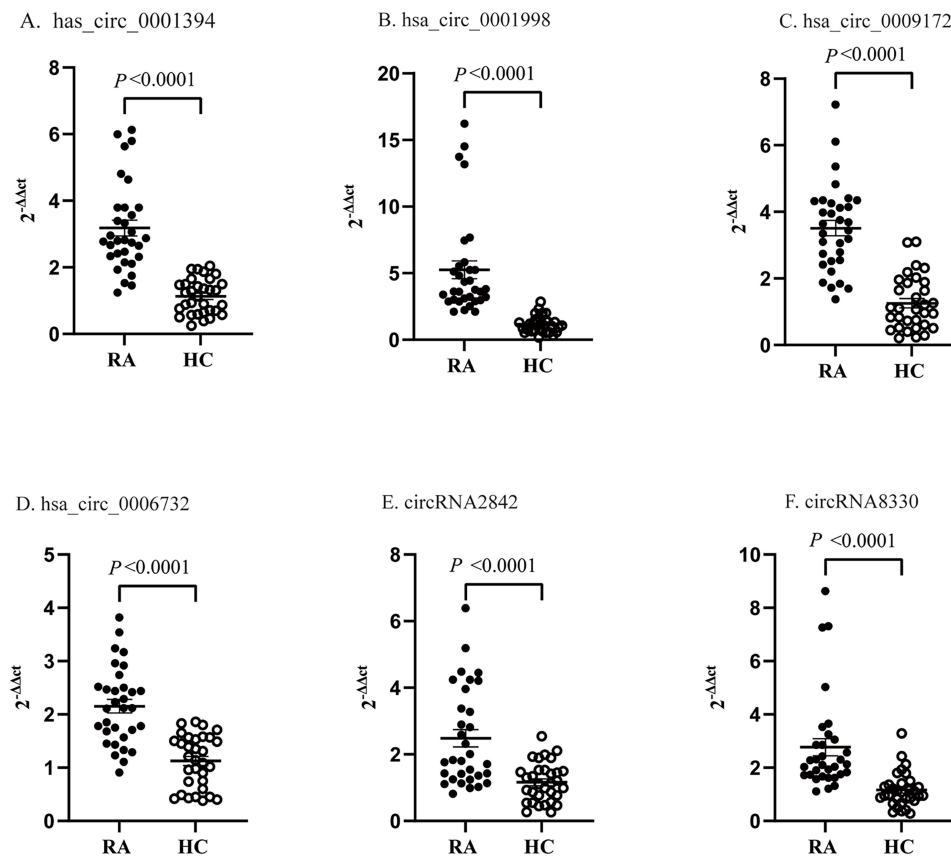 A. has_circ_0001394
B. hsa_circ_0001998
C. hsa_circ_0009172
P <0.0001
P <0.0001
P <0.0001
2-ΔΔct
8
6
4
2
0
RA
HC
2-ΔΔct
20
15
10
5
0
RA
HC
2-ΔΔct
8
6
4
2
0
RA
HC
D. hsa_circ_0006732
E. circRNA2842
F. circRNA8330
P <0.0001
P <0.0001
P <0.0001
2-ΔΔct
5
4
3
2
1
0
RA
HC
2-ΔΔct
8
6
4
2
0
RA
HC
2-ΔΔct
10
8
6
4
2
0
RA
HC